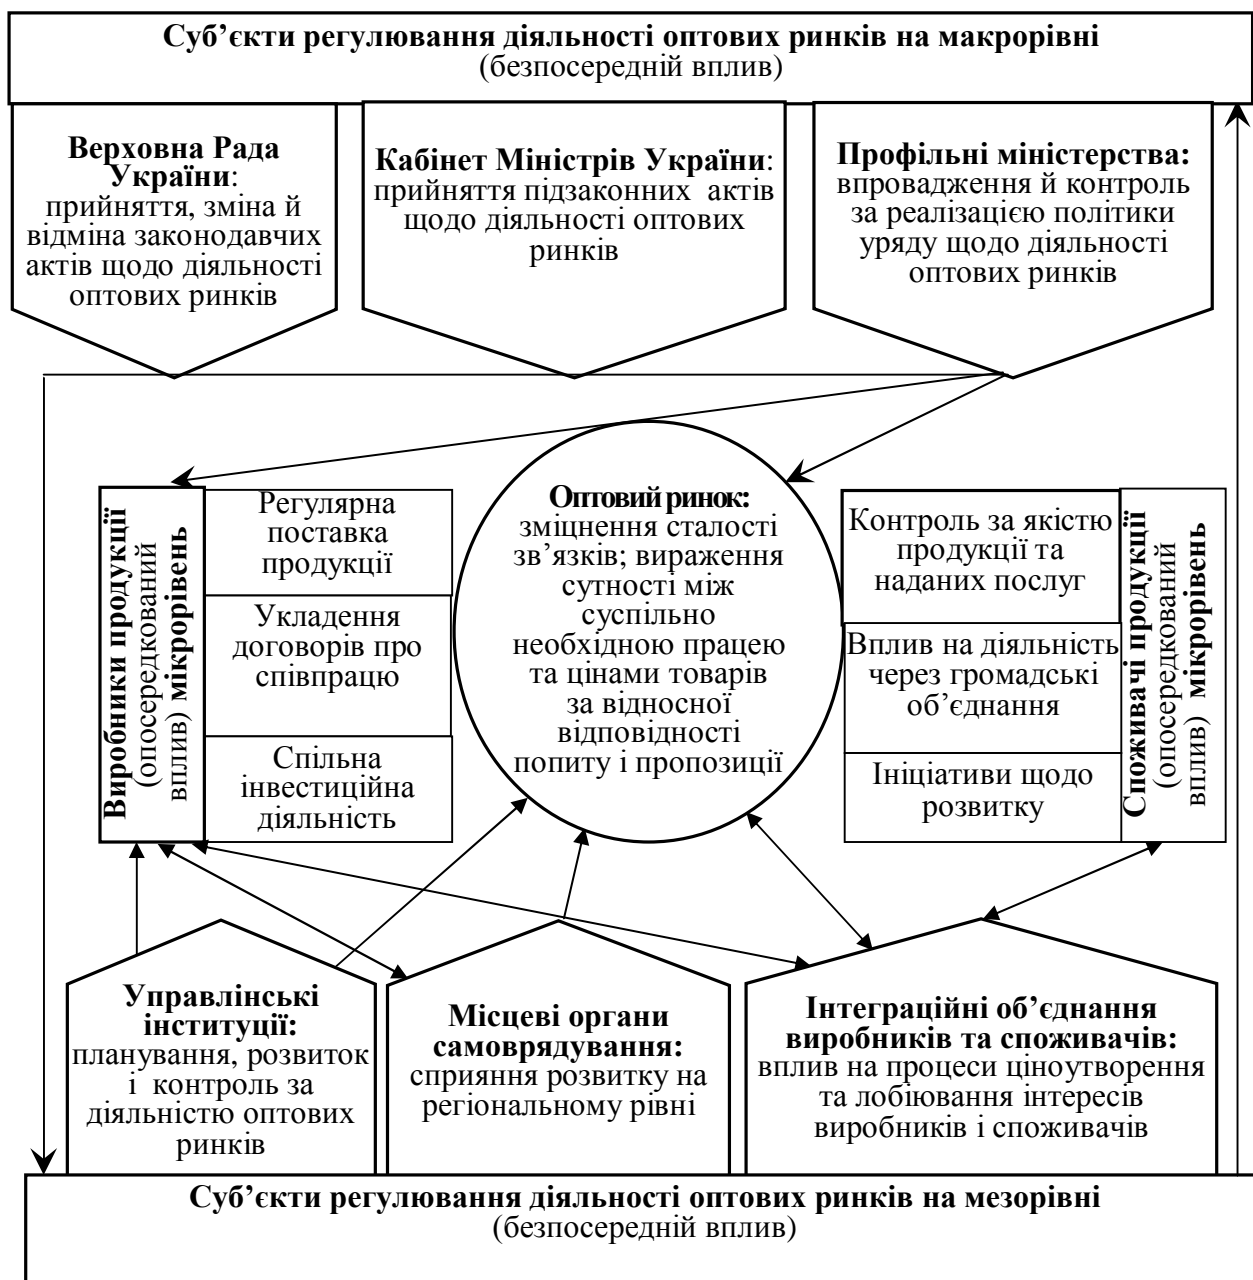 Суб’єкти регулювання діяльності оптових ринків на макрорівні
(безпосередній вплив)
Верховна Рада
України:
прийняття, зміна й
відміна законодавчих
актів щодо діяльності
оптових ринків
Кабінет Міністрів України:
прийняття підзаконних актів
щодо діяльності оптових
ринків
Профільні міністерства:
впровадження й контроль
за реалізацією політики
уряду щодо діяльності
оптових ринків
Виробники продукції
(опосередкований
вплив) мікрорівень
Регулярна
поставка
продукції
Укладення
договорів про
співпрацю
Спільна
інвестиційна
діяльність
Оптовий ринок:
зміцнення сталості
зв’язків; вираження
сутності між
суспільно
необхідною працею
та цінами товарів
за відносної
відповідності
попиту і пропозиції
Контроль за якістю
продукції та
наданих послуг
Вплив на діяльність
через громадські
об’єднання
Ініціативи щодо
розвитку
Споживачі продукції
(опосередкований
вплив) мікрорівень
Управлінські
інституції:
планування, розвиток
і контроль за
діяльністю оптових
ринків
Місцеві органи
самоврядування:
сприяння розвитку на
регіональному рівні
Інтеграційні об’єднання
виробників та споживачів:
вплив на процеси ціноутворення
та лобіювання інтересів
виробників і споживачів
Суб’єкти регулювання діяльності оптових ринків на мезорівні
(безпосередній вплив)